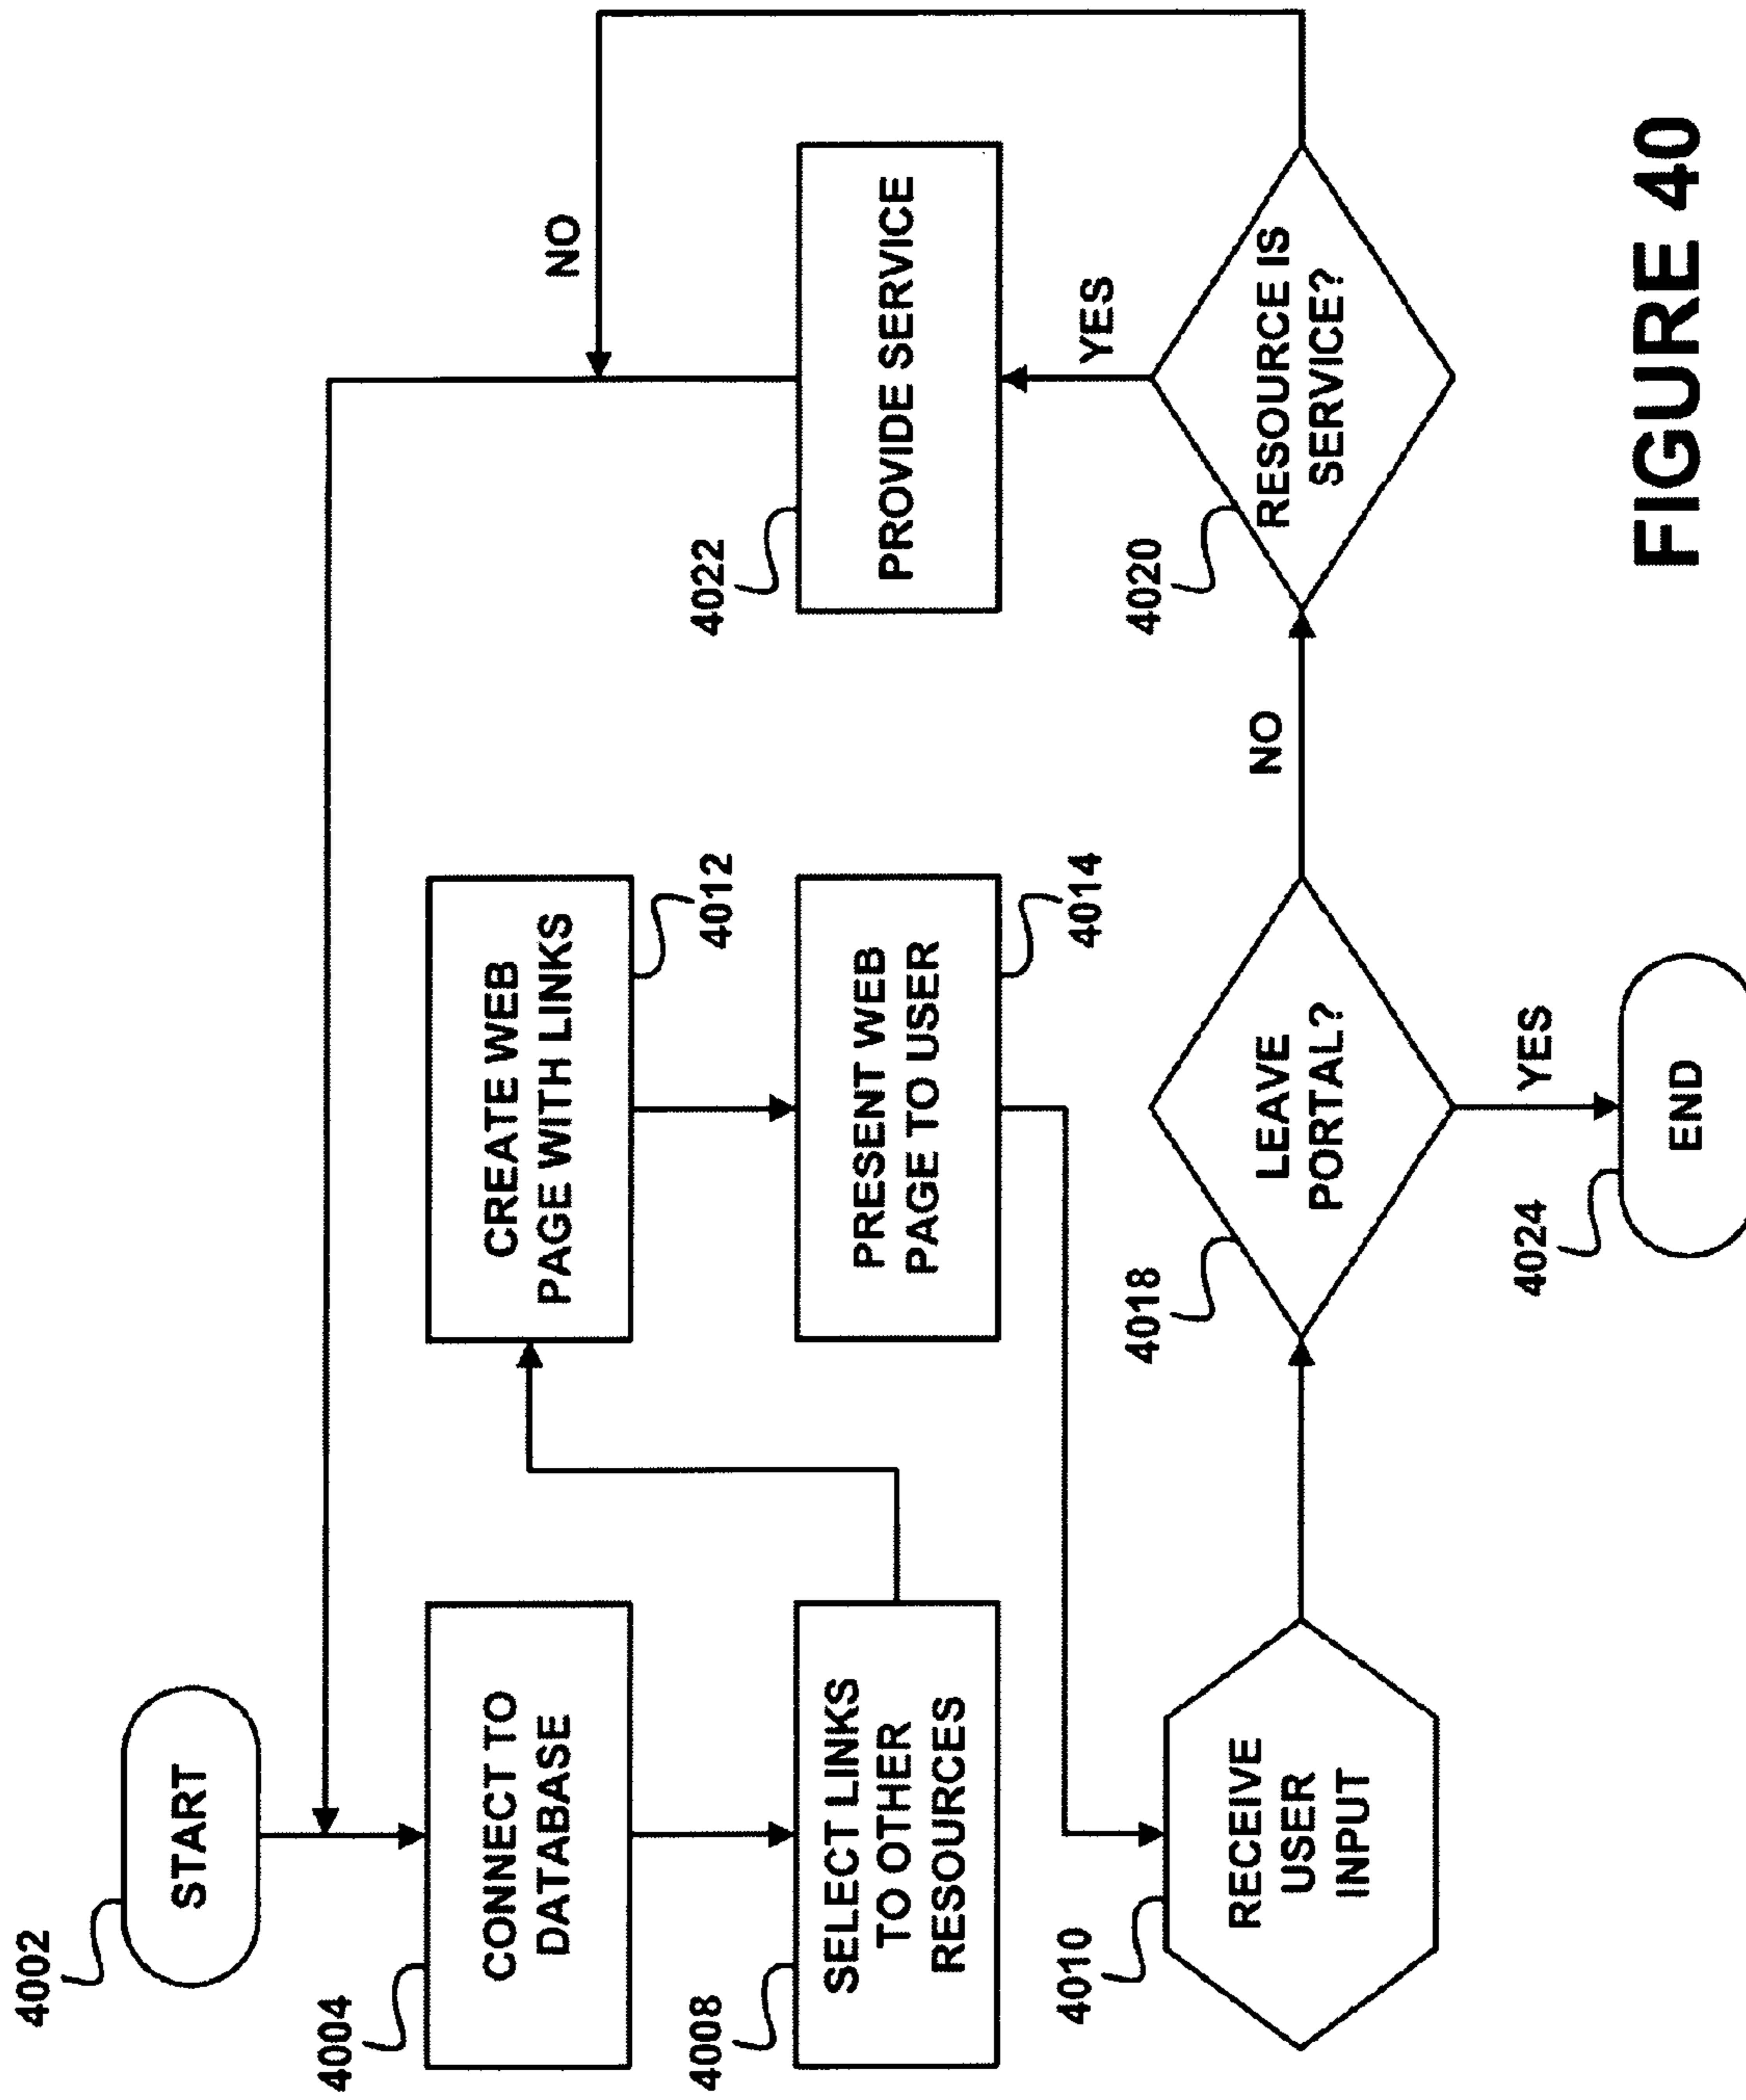 4002
START
4004
CONNECT TO
DATABASE
4008
SELECT LINKS
TO OTHER
RESOURCES
4012
CREATE WEB
PAGE WITH LINKS
4014
PRESENT WEB
PAGE TO USER
4010
RECEIVE
USER
INPUT
4018
LEAVE
PORTAL?
YES
4024
END
NO
4020
RESOURCE IS
SERVICE?
YES
4022
PROVIDE SERVICE
NO
FIGURE 40